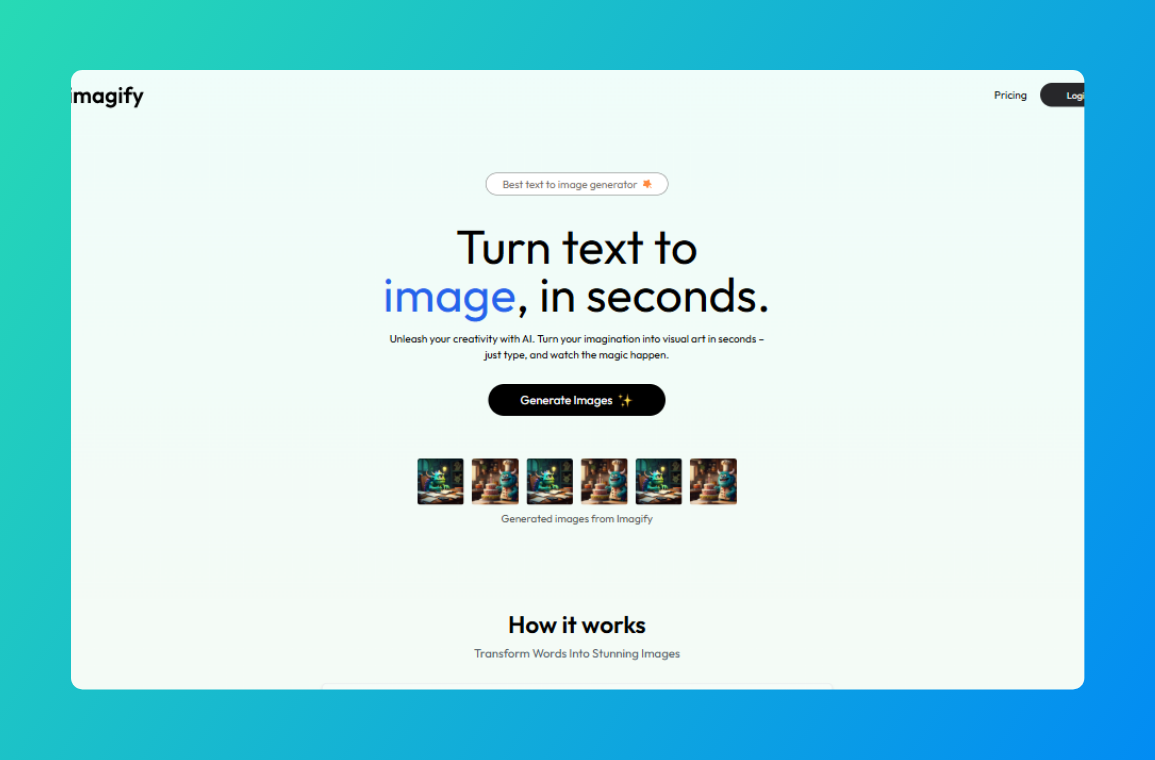 imagify
Pricing
Logi
Best text to image generator
Turn text to
image, in seconds.
Unleash your creativity with AI. Turn your imagination into visual art in seconds –
just type, and watch the magic happen.
Generate Images ✨
Generated images from Imagify
How it works
Transform Words Into Stunning Images